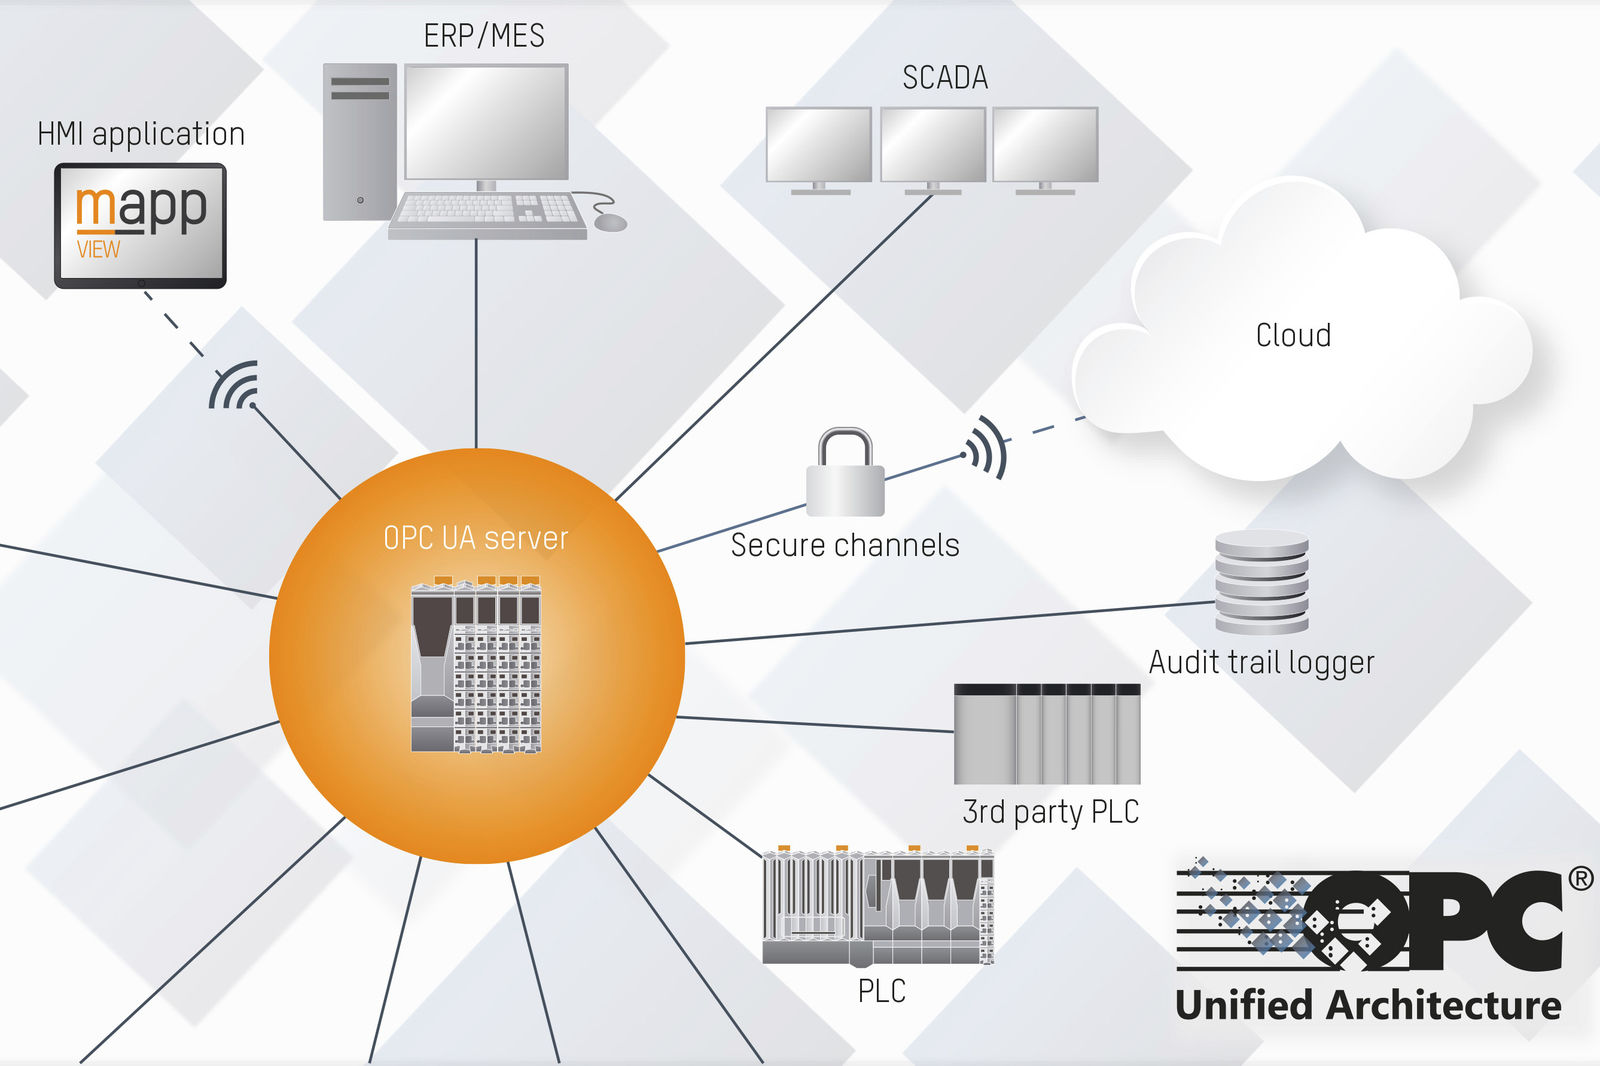 ERP/MES
SCADA
HMI application
mapp
VIEW
Cloud
OPC UA server
Secure channels
Audit trail logger
3rd party PLC
PLC
OPC®
Unified Architecture